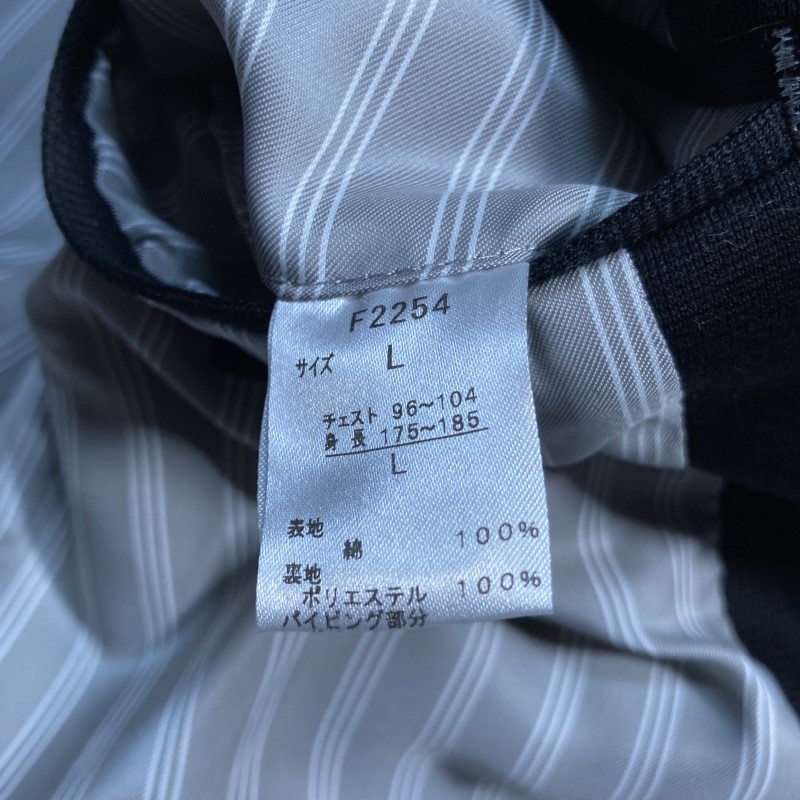 F2254
サイズ L
チェスト 96~104
身長 175~185
L
表地
綿 100%
裏地
ポリエステル 100%
パイピング部分